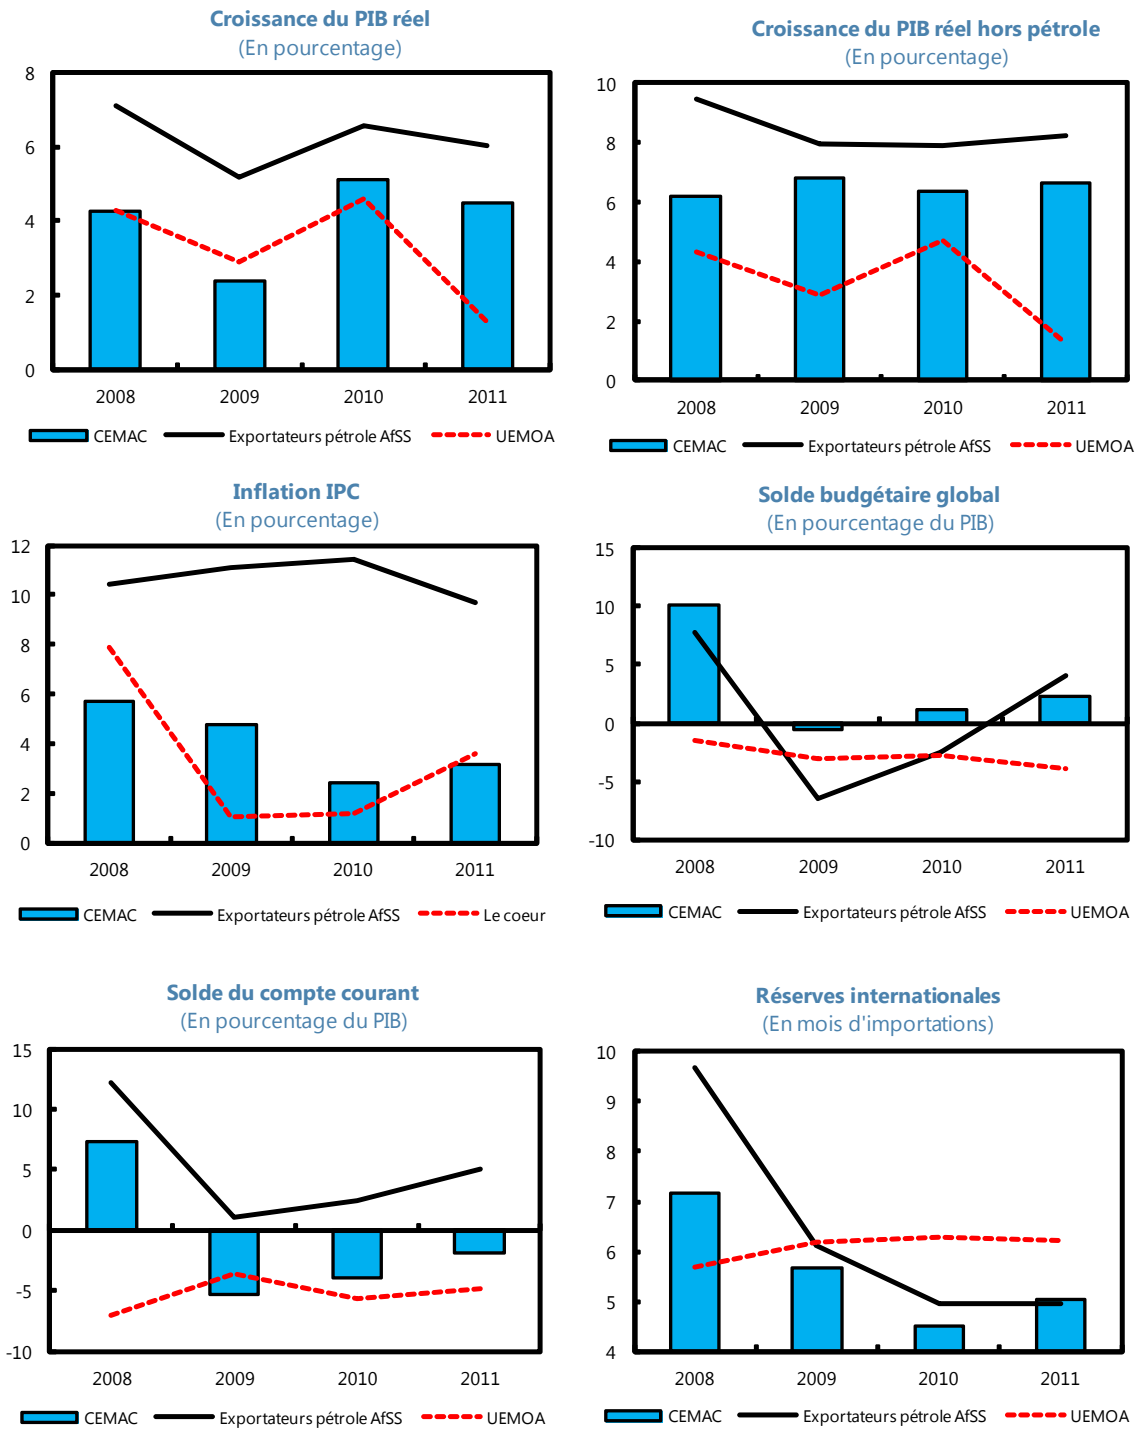 Croissance du PIB réel
(En pourcentage)
8
6
4
2
0
2008 2009 2010 2011
CEMAC Exportateurs pétrole AfSS UEMOA
Croissance du PIB réel hors pétrole
(En pourcentage)
10
8
6
4
2
0
2008 2009 2010 2011
CEMAC Exportateurs pétrole AfSS UEMOA
Inflation IPC
(En pourcentage)
12
10
8
6
4
2
0
2008 2009 2010 2011
CEMAC Exportateurs pétrole AfSS Le coeur
Solde budgétaire global
(En pourcentage du PIB)
15
10
5
0
-5
-10
2008 2009 2010 2011
CEMAC Exportateurs pétrole AfSS UEMOA
Solde du compte courant
(En pourcentage du PIB)
15
10
5
0
-5
-10
2008 2009 2010 2011
CEMAC Exportateurs pétrole AfSS UEMOA
Réserves internationales
(En mois d'importations)
10
9
8
7
6
5
4
2008 2009 2010 2011
CEMAC Exportateurs pétrole AfSS UEMOA